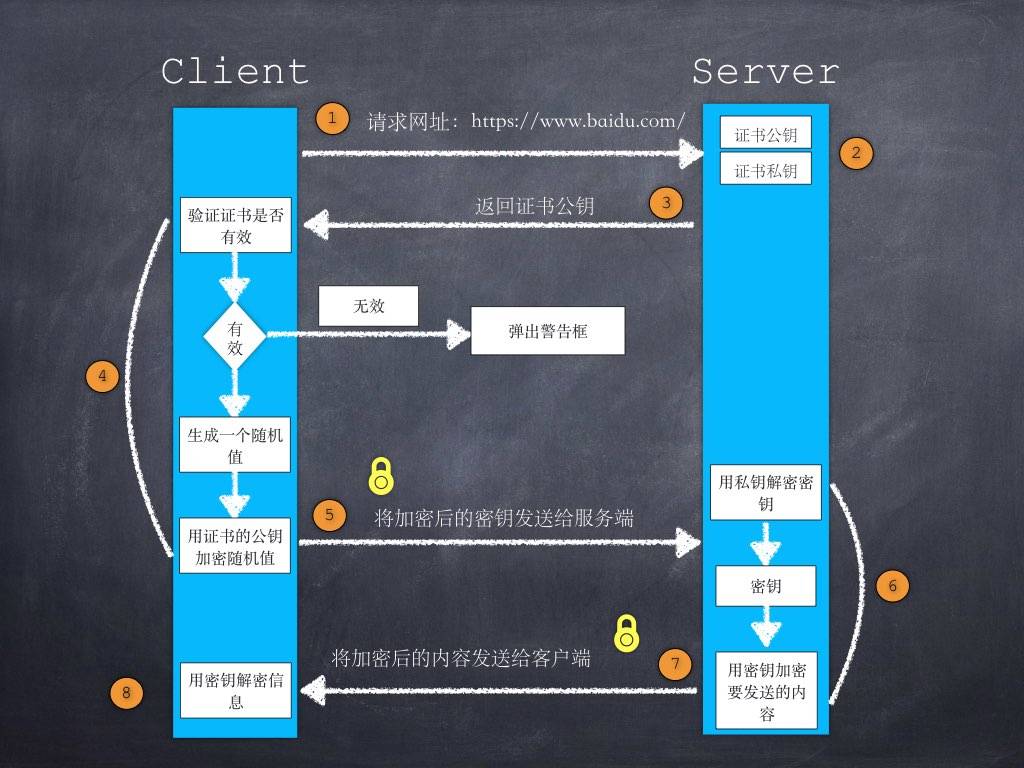 Client
Server
1
请求网址：https://www.baidu.com/
证书公钥
2
证书私钥
返回证书公钥
3
验证证书是否
有效
无效
有
效
弹出警告框
4
生成一个随机
值
用私钥解密密
钥
5
将加密后的密钥发送给服务端
用证书的公钥
加密随机值
密钥
6
将加密后的内容发送给客户端
7
用密钥加密
要发送的内
容
8
用密钥解密信
息